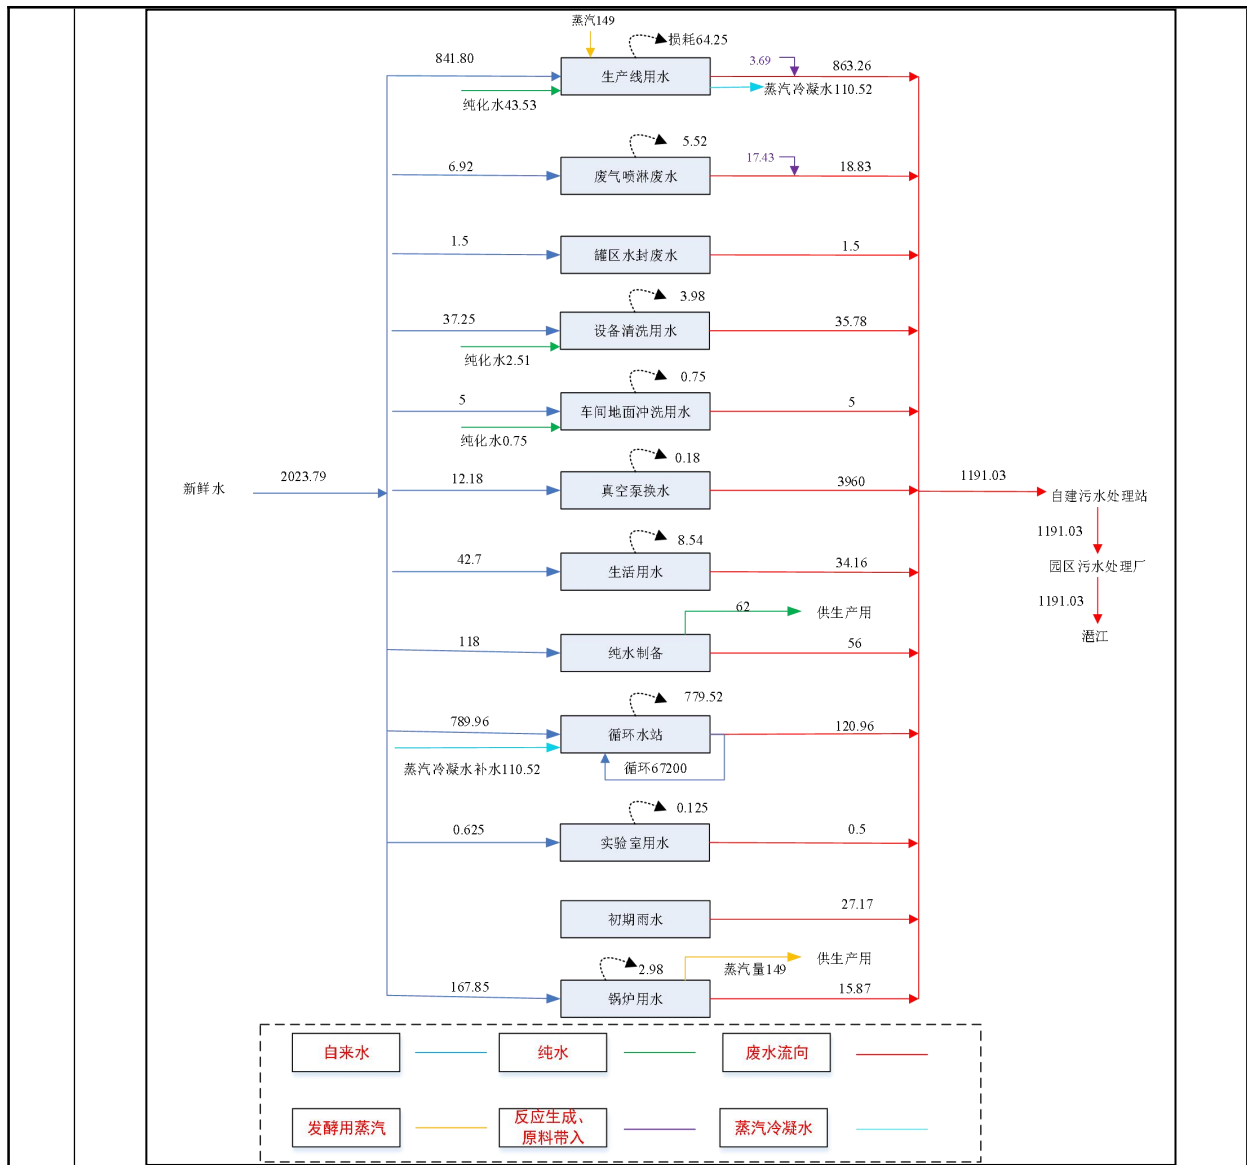 蒸汽149
损耗64.25
841.80
生产线用水
3.69
863.26
纯化水43.53
蒸汽冷凝水110.52
5.52
17.43
6.92
废气喷淋废水
18.83
1.5
罐区水封废水
1.5
3.98
37.25
设备清洗用水
35.78
纯化水2.51
0.75
5
车间地面冲洗用水
5
纯化水0.75
0.18
新鲜水
2023.79
12.18
真空泵换水
3960
1191.03
自建污水处理站
1191.03
8.54
42.7
生活用水
34.16
园区污水处理厂
1191.03
62
供生产用
118
纯水制备
56
潖江
779.52
789.96
循环水站
120.96
蒸汽冷凝水补水110.52
循环67200
0.125
0.625
实验室用水
0.5
初期雨水
27.17
2.98
蒸汽量149
供生产用
167.85
锅炉用水
15.87
自来水
纯水
废水流向
发酵用蒸汽
反应生成、
原料带入
蒸汽冷凝水